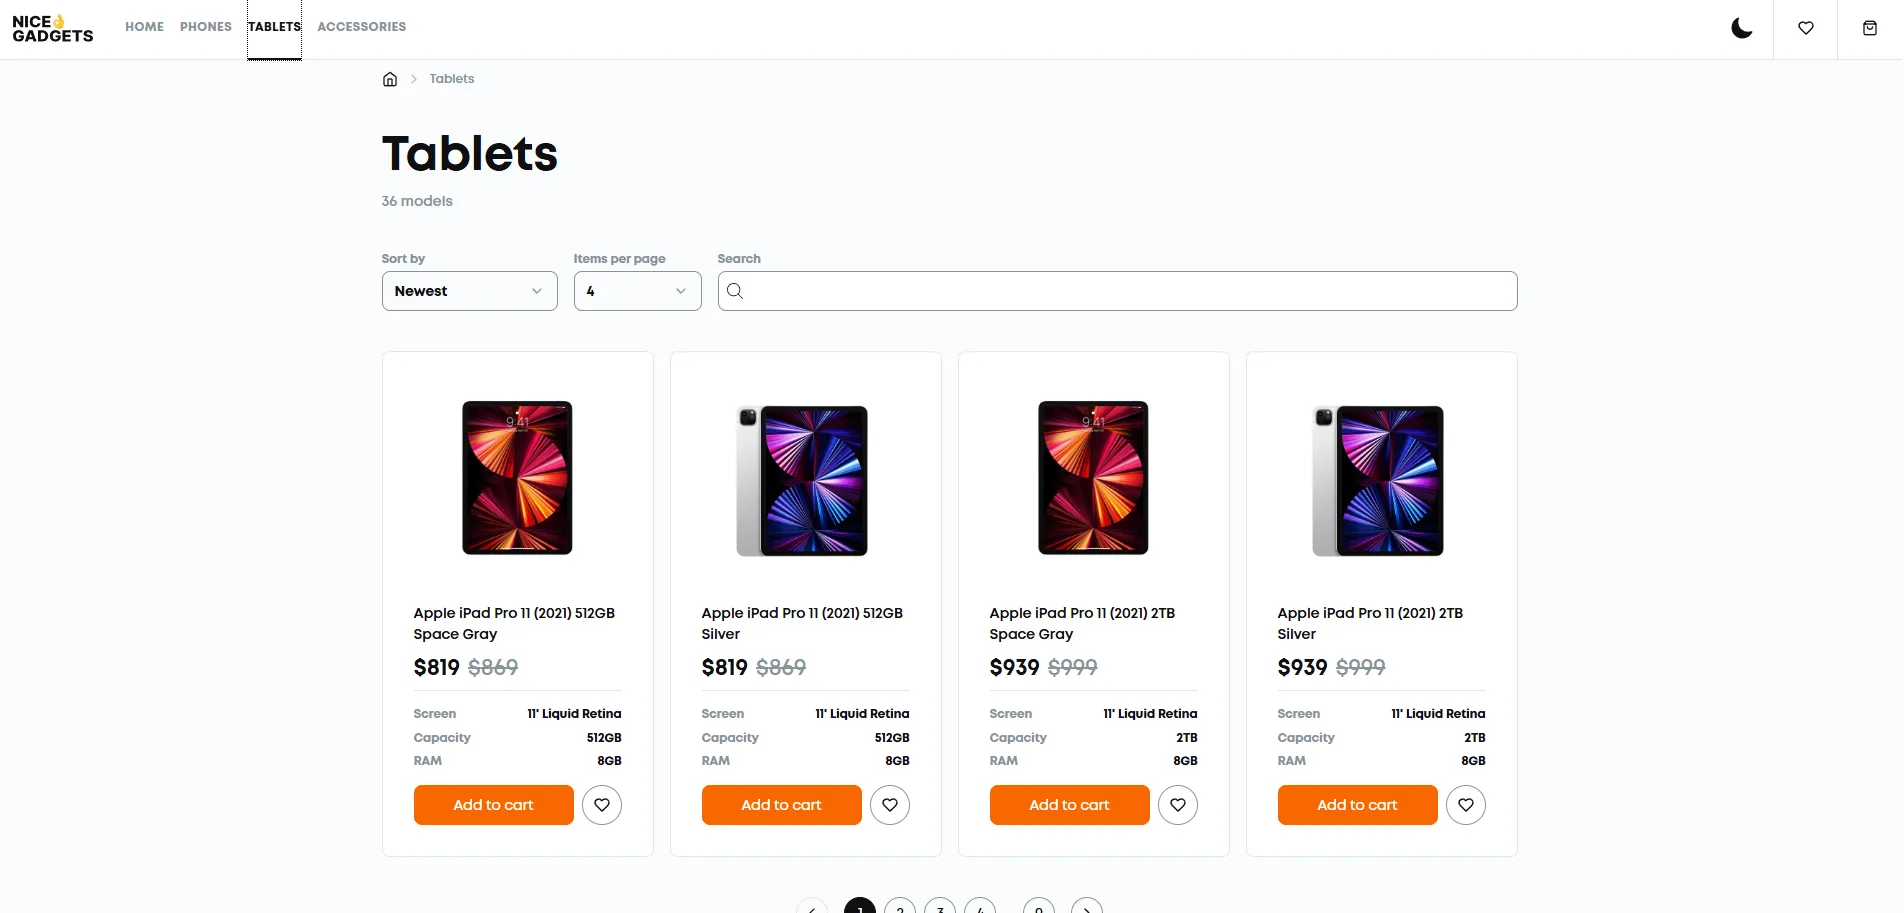 NICE👌
GADGETS
HOME
PHONES
TABLETS
ACCESSORIES
Tablets
Tablets
36 models
Sort by
Items per page
Search
Newest
4
9:41
9:41
Apple iPad Pro 11 (2021) 512GB
Space Gray
$819 $869
Screen 11' Liquid Retina
Capacity 512GB
RAM 8GB
Add to cart
Apple iPad Pro 11 (2021) 512GB
Silver
$819 $869
Screen 11' Liquid Retina
Capacity 512GB
RAM 8GB
Add to cart
Apple iPad Pro 11 (2021) 2TB
Space Gray
$939 $999
Screen 11' Liquid Retina
Capacity 2TB
RAM 8GB
Add to cart
Apple iPad Pro 11 (2021) 2TB
Silver
$939 $999
Screen 11' Liquid Retina
Capacity 2TB
RAM 8GB
Add to cart
1 2 3 4